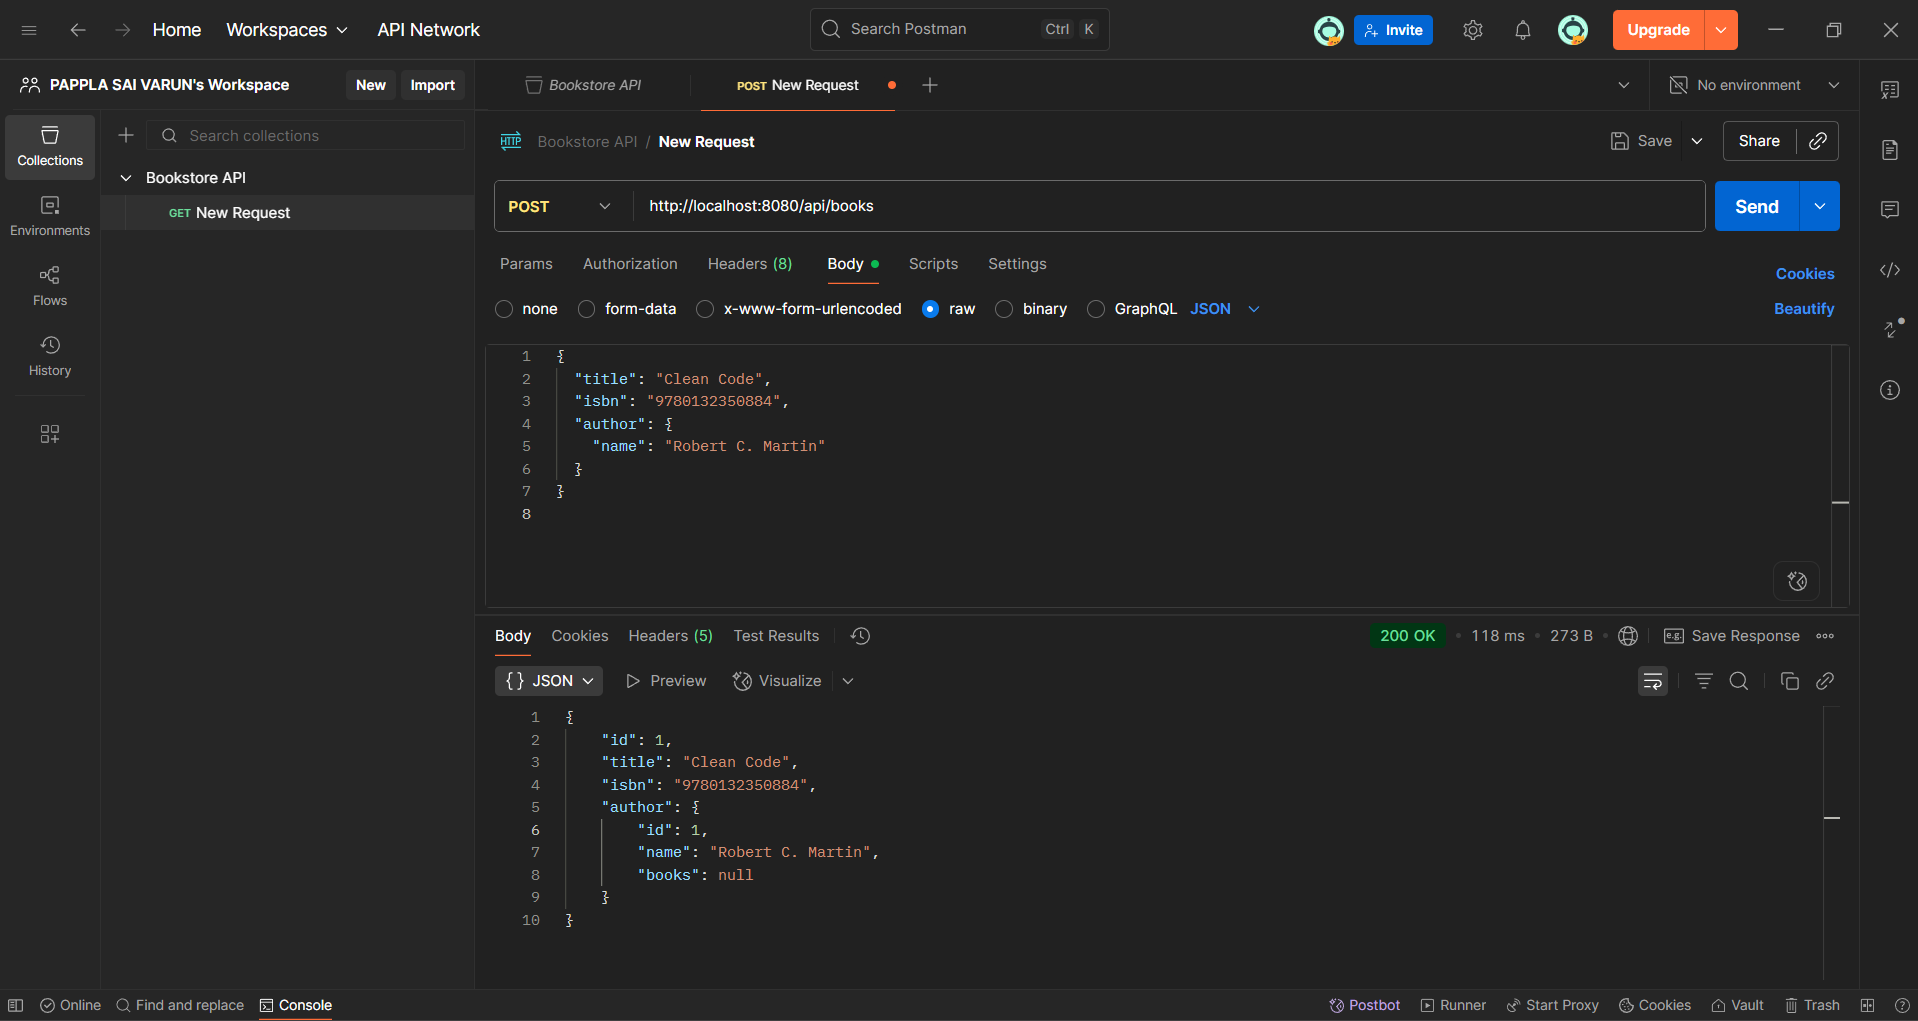 Home Workspaces API Network Search Postman Ctrl K Invite Upgrade
PAPPLA SAI VARUN's Workspace New Import Bookstore API POST New Request No environment
Collections Search collections Bookstore API / New Request Save Share
Bookstore API
GET New Request
Environments
Flows
History
POST http://localhost:8080/api/books Send
Params Authorization Headers (8) Body Scripts Settings Cookies
none form-data x-www-form-urlencoded raw binary GraphQL JSON Beautify
1 {
2 "title": "Clean Code",
3 "isbn": "9780132350884",
4 "author": {
5 "name": "Robert C. Martin"
6 }
7 }
8
Body Cookies Headers (5) Test Results 200 OK • 118 ms • 273 B • e.g. Save Response
{} JSON Preview Visualize
1 {
2 "id": 1,
3 "title": "Clean Code",
4 "isbn": "9780132350884",
5 "author": {
6 "id": 1,
7 "name": "Robert C. Martin",
8 "books": null
9 }
10 }
Online Find and replace Console Postbot Runner Start Proxy Cookies Vault Trash